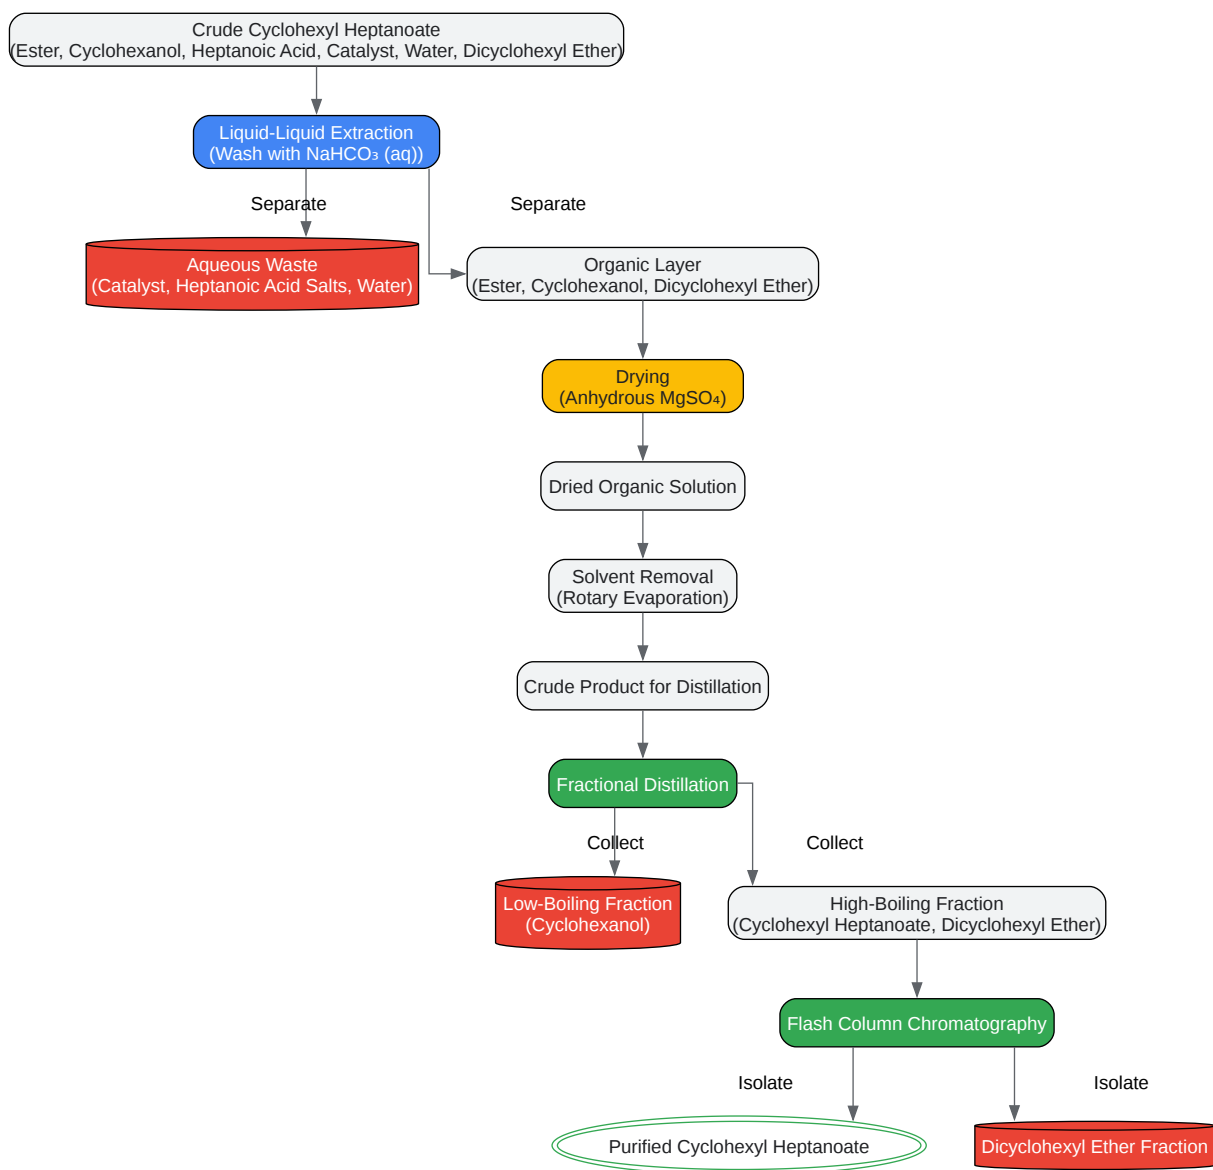 Crude Cyclohexyl Heptanoate
(Ester, Cyclohexanol, Heptanoic Acid, Catalyst, Water, Dicyclohexyl Ether)
Liquid-Liquid Extraction
(Wash with NaHCO₃ (aq))
Separate
Separate
Aqueous Waste
(Catalyst, Heptanoic Acid Salts, Water)
Organic Layer
(Ester, Cyclohexanol, Dicyclohexyl Ether)
Drying
(Anhydrous MgSO₄)
Dried Organic Solution
Solvent Removal
(Rotary Evaporation)
Crude Product for Distillation
Fractional Distillation
Collect
Collect
Low-Boiling Fraction
(Cyclohexanol)
High-Boiling Fraction
(Cyclohexyl Heptanoate, Dicyclohexyl Ether)
Flash Column Chromatography
Isolate
Isolate
Purified Cyclohexyl Heptanoate
Dicyclohexyl Ether Fraction